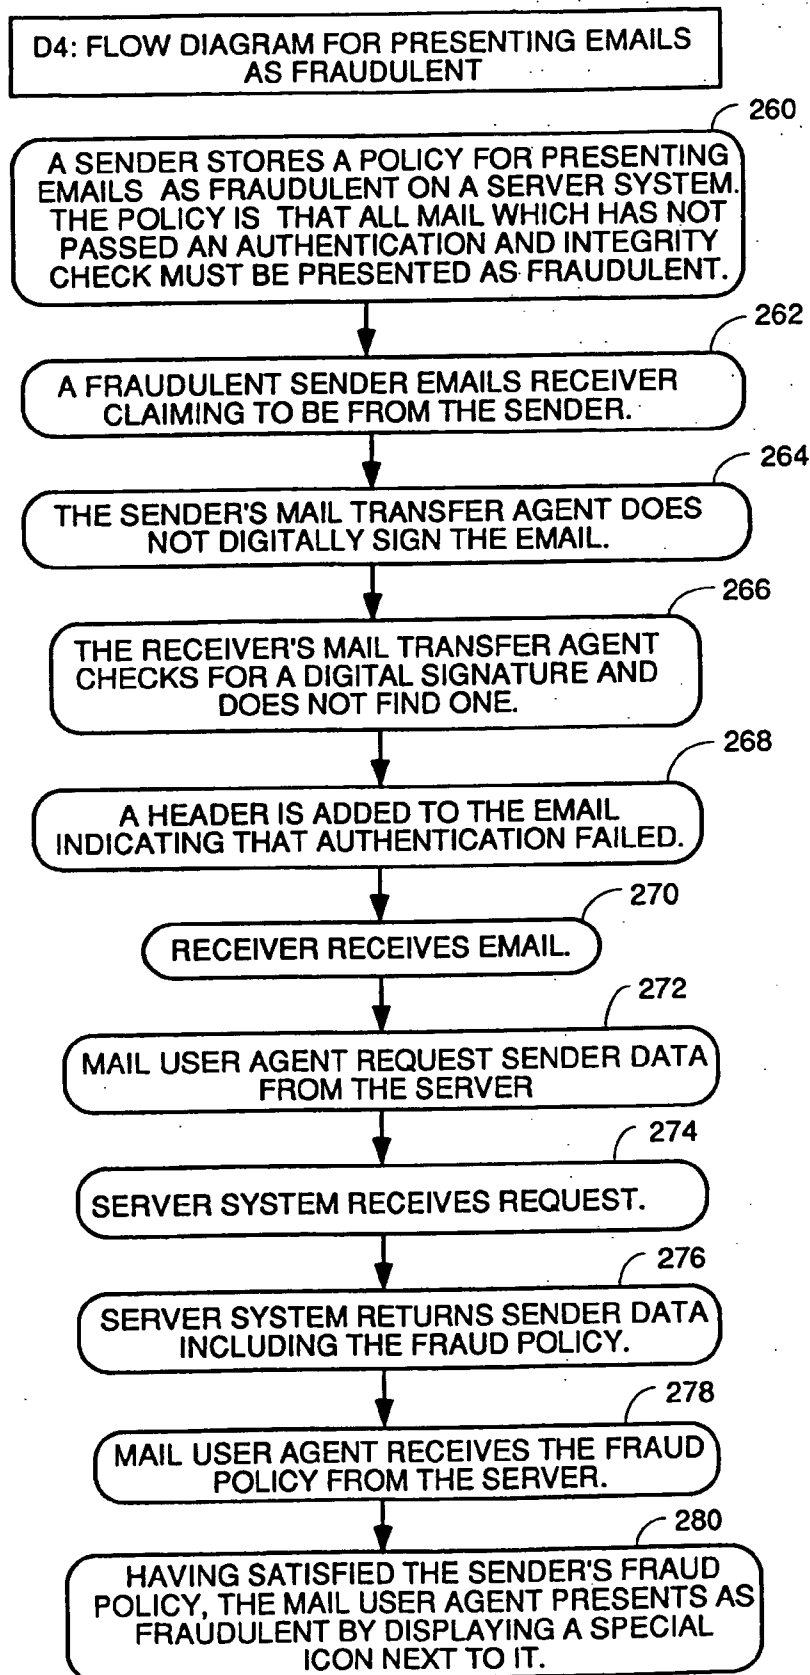 D4: FLOW DIAGRAM FOR PRESENTING EMAILS
AS FRAUDULENT
260
A SENDER STORES A POLICY FOR PRESENTING
EMAILS AS FRAUDULENT ON A SERVER SYSTEM.
THE POLICY IS THAT ALL MAIL WHICH HAS NOT
PASSED AN AUTHENTICATION AND INTEGRITY
CHECK MUST BE PRESENTED AS FRAUDULENT.
262
A FRAUDULENT SENDER EMAILS RECEIVER
CLAIMING TO BE FROM THE SENDER.
264
THE SENDER'S MAIL TRANSFER AGENT DOES
NOT DIGITALLY SIGN THE EMAIL.
266
THE RECEIVER'S MAIL TRANSFER AGENT
CHECKS FOR A DIGITAL SIGNATURE AND
DOES NOT FIND ONE.
268
A HEADER IS ADDED TO THE EMAIL
INDICATING THAT AUTHENTICATION FAILED.
270
RECEIVER RECEIVES EMAIL.
272
MAIL USER AGENT REQUEST SENDER DATA
FROM THE SERVER
274
SERVER SYSTEM RECEIVES REQUEST.
276
SERVER SYSTEM RETURNS SENDER DATA
INCLUDING THE FRAUD POLICY.
278
MAIL USER AGENT RECEIVES THE FRAUD
POLICY FROM THE SERVER.
280
HAVING SATISFIED THE SENDER'S FRAUD
POLICY, THE MAIL USER AGENT PRESENTS AS
FRAUDULENT BY DISPLAYING A SPECIAL
ICON NEXT TO IT.